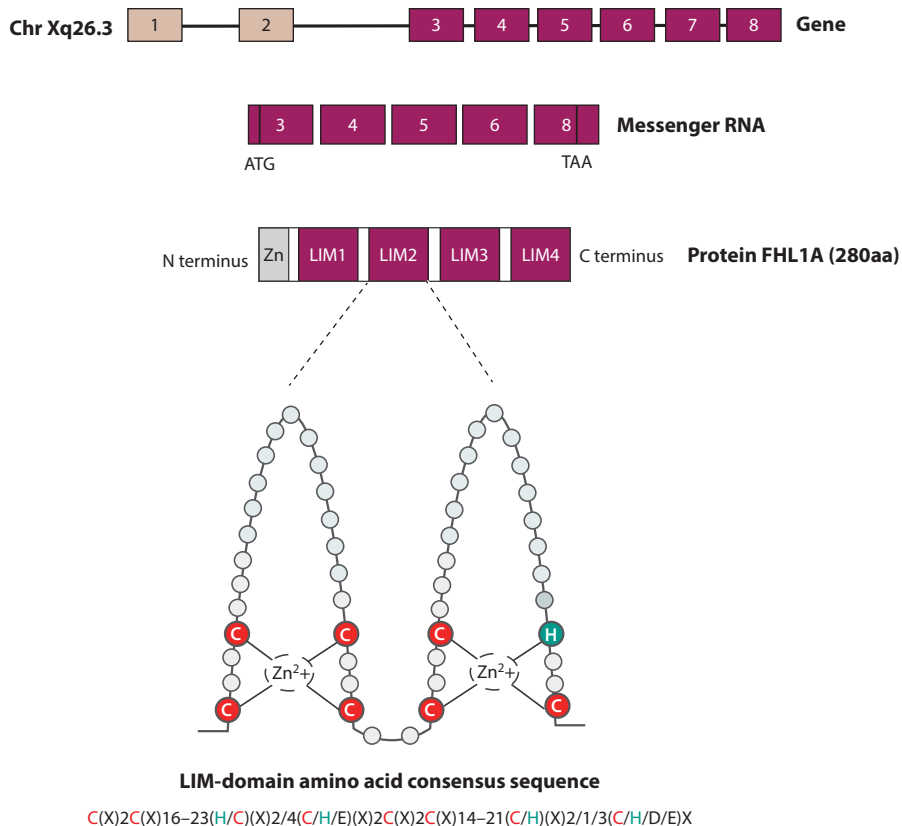 Chr Xq26.3 1 2 3 4 5 6 7 8 Gene
3 4 5 6 8 Messenger RNA
ATG TAA
N terminus Zn LIM1 LIM2 LIM3 LIM4 C terminus Protein FHL1A (280aa)
C C C H
Zn2+ Zn2+
C C C C
LIM-domain amino acid consensus sequence
C(X)2C(X)16–23(H/C)(X)2/4(C/H/E)(X)2C(X)2C(X)14–21(C/H)(X)2/1/3(C/H/D/E)X